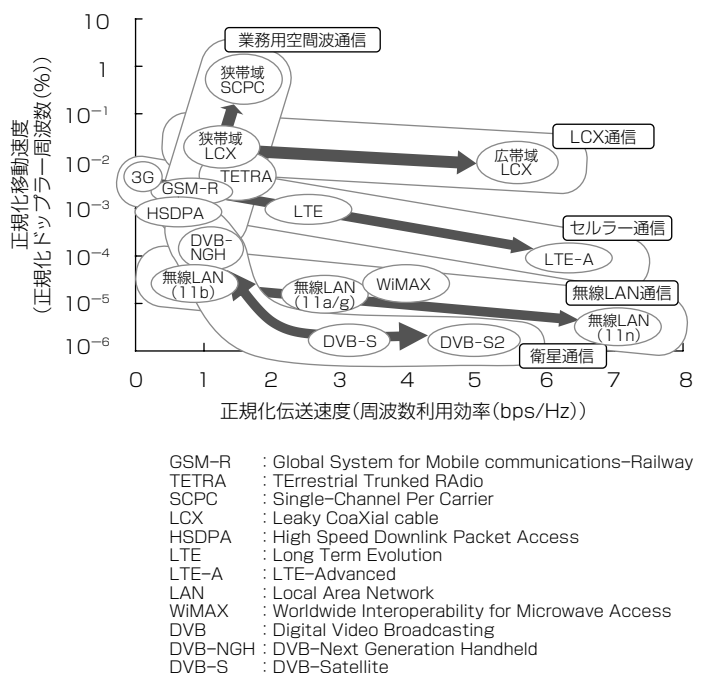 10
1
10−1
10−2
10−3
10−4
10−5
10−6
正規化移動速度
(正規化ドップラー周波数(%))
業務用空間波通信
狭帯域
SCPC
狭帯域
LCX
LCX通信
広帯域
LCX
3G
TETRA
GSM−R
HSDPA
LTE
セルラー通信
DVB−
NGH
LTE−A
無線LAN
(11b)
無線LAN
(11a/g)
WiMAX
無線LAN通信
無線LAN
(11n)
DVB−S
DVB−S2
衛星通信
0 1 2 3 4 5 6 7 8
正規化伝送速度(周波数利用効率(bps/Hz))
GSM−R : Global System for Mobile communications−Railway
TETRA : TErrestrial Trunked RAdio
SCPC : Single−Channel Per Carrier
LCX : Leaky CoaXial cable
HSDPA : High Speed Downlink Packet Access
LTE : Long Term Evolution
LTE−A : LTE−Advanced
LAN : Local Area Network
WiMAX : Worldwide Interoperability for Microwave Access
DVB : Digital Video Broadcasting
DVB−NGH : DVB−Next Generation Handheld
DVB−S : DVB−Satellite